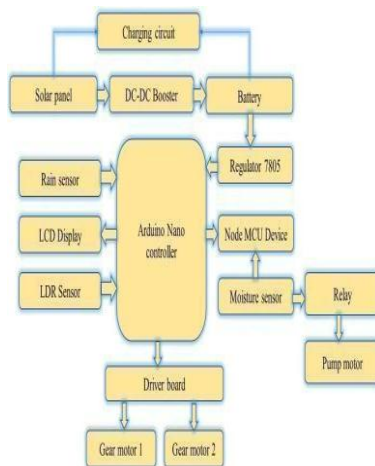 Charging circuit
Solar panel
DC-DC Booster
Battery
Rain sensor
Regulator 7805
LCD Display
Arduino Nano
controller
Node MCU Device
LDR Sensor
Moisture sensor
Relay
Driver board
Pump motor
Gear motor 1
Gear motor 2